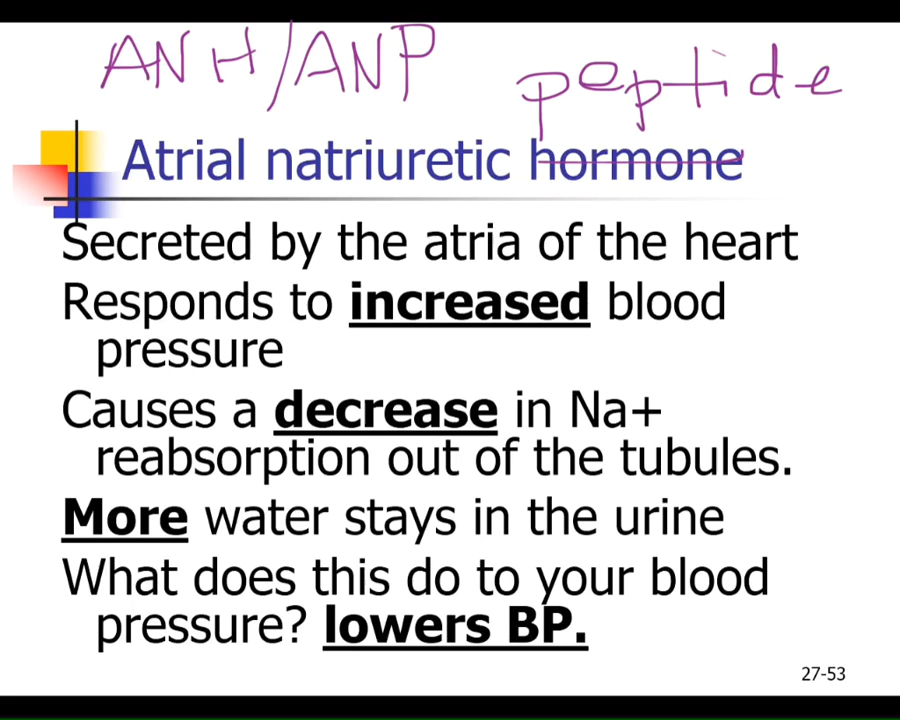 ANH/ANP peptide
Atrial natriuretic hormone
Secreted by the atria of the heart
Responds to increased blood
pressure
Causes a decrease in Na+
reabsorption out of the tubules.
More water stays in the urine
What does this do to your blood
pressure? lowers BP.
27-53